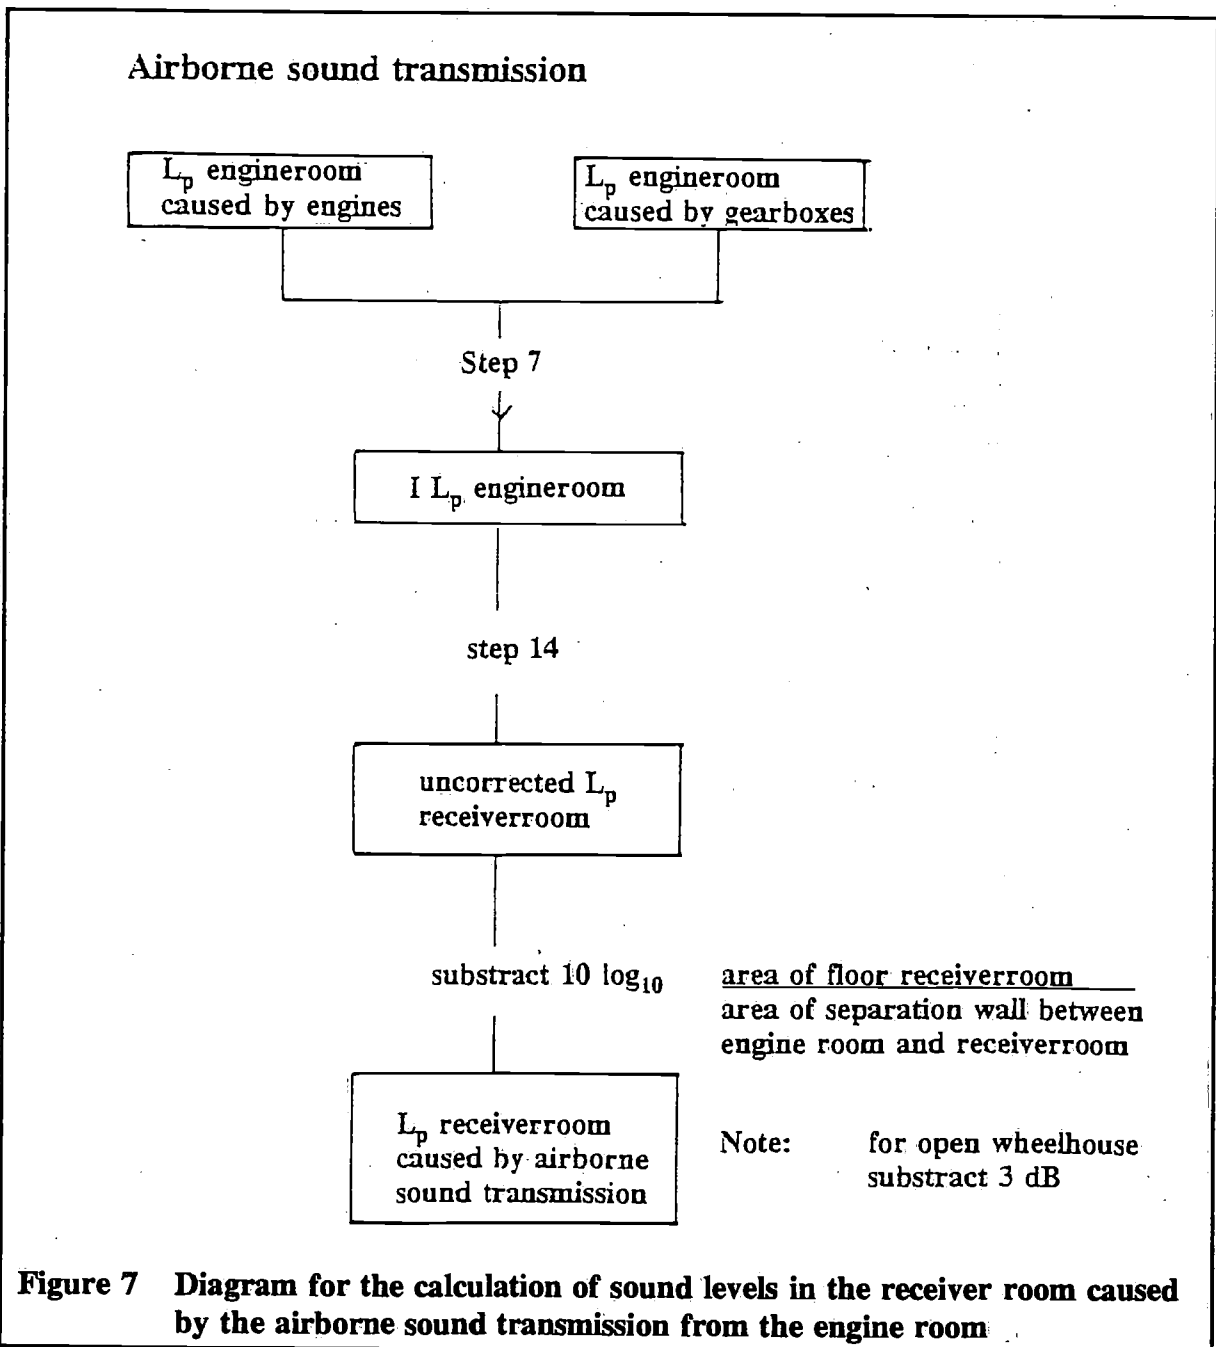 Airborne sound transmission
Lp engineroom
caused by engines
Lp engineroom
caused by gearboxes
Step 7
I Lp engineroom
step 14
uncorrected Lp
receiverroom
substract 10 log10 area of floor receiverroom
area of separation wall between
engine room and receiverroom
Lp receiverroom
caused by airborne
sound transmission
Note: for open wheelhouse
substract 3 dB
Figure 7 Diagram for the calculation of sound levels in the receiver room caused
by the airborne sound transmission from the engine room